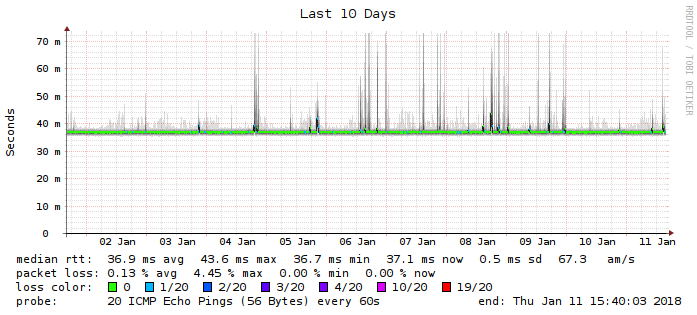 Last 10 Days
RRDTOOL / TOBI OETIKER
Seconds
70 m
60 m
50 m
40 m
30 m
20 m
10 m
0
02 Jan 03 Jan 04 Jan 05 Jan 06 Jan 07 Jan 08 Jan 09 Jan 10 Jan 11 Jan
median rtt: 36.9 ms avg 43.6 ms max 36.7 ms min 37.1 ms now 0.5 ms sd 67.3 am/s
packet loss: 0.13 % avg 4.45 % max 0.00 % min 0.00 % now
loss color: 0 1/20 2/20 3/20 4/20 10/20 19/20
probe: 20 ICMP Echo Pings (56 Bytes) every 60s end: Thu Jan 11 15:40:03 2018